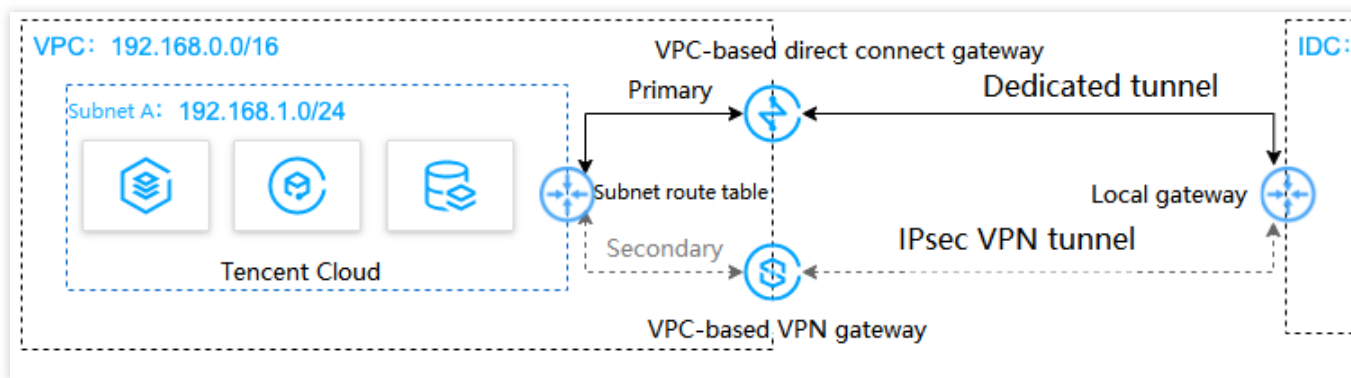 VPC：192.168.0.0/16
VPC-based direct connect gateway
IDC:
Primary
Dedicated tunnel
Subnet A：192.168.1.0/24
Subnet route table
Local gateway
Secondary
IPsec VPN tunnel
Tencent Cloud
VPC-based VPN gateway